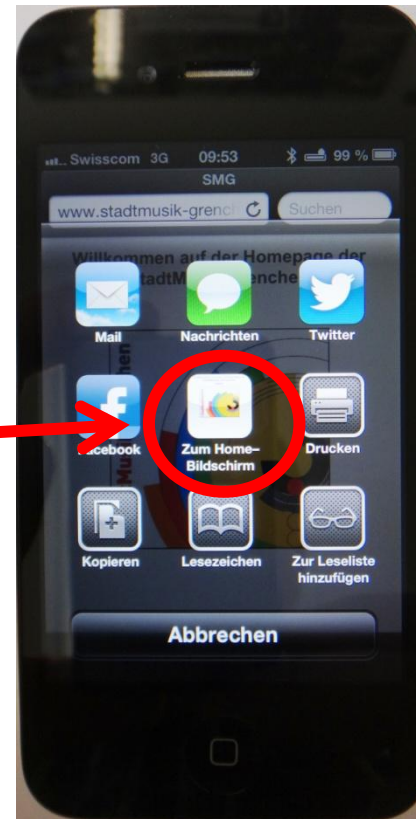 Swisscom 3G 09:53 99 %
SMG
www.stadtmusik-grench Suchen
Willkommen auf der Homepage der
Mail Nachrichten Twitter
Facebook Zum Home-
Bildschirm Drucken
Kopieren Lesezeichen Zur Leseliste
hinzufügen
Abbrechen